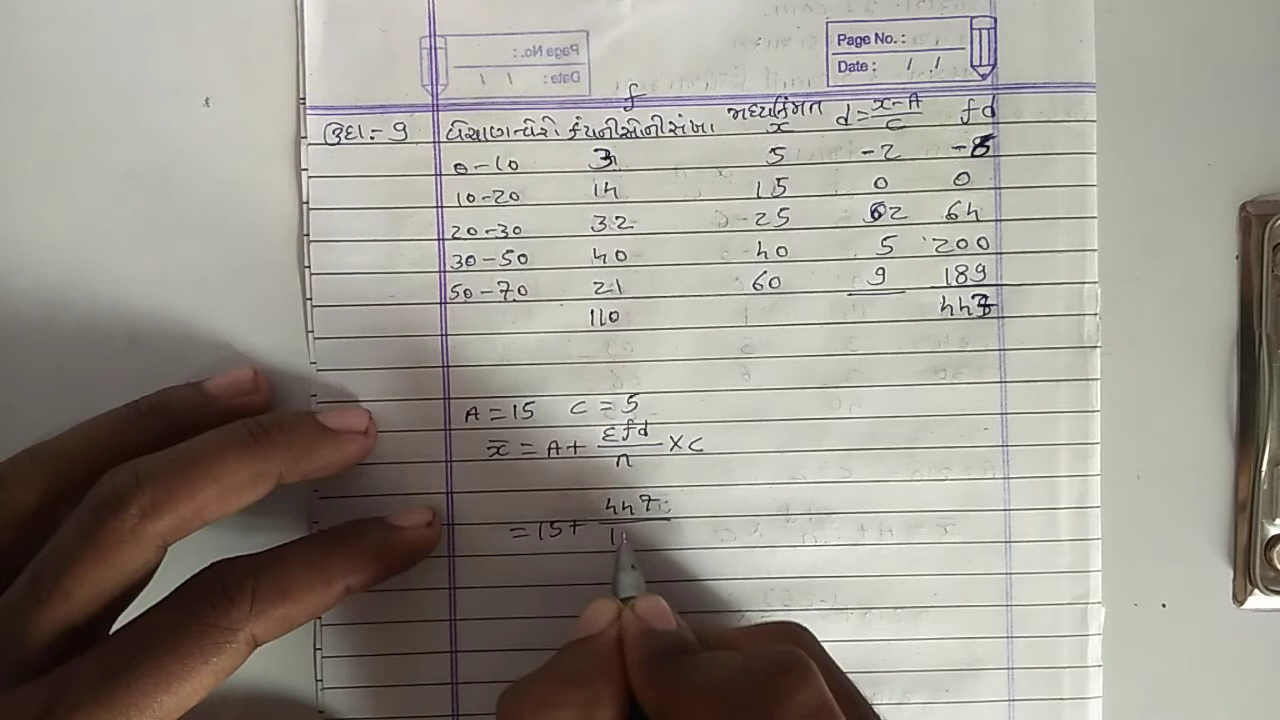 Page No. :
Date : / /
f
ઉદા:- 9 વેચાણ-વેરો કંપનીઓની સંખ્યા મધ્યકિંમત x d = x-A/c fd
0-10 3 5 -2 -6
10-20 14 15 0 0
20-30 32 25 2 64
30-50 40 40 5 200
50-70 21 60 9 189
110 447
A = 15 c = 5
x̄ = A + Σfd/n × c
= 15 + 447/1